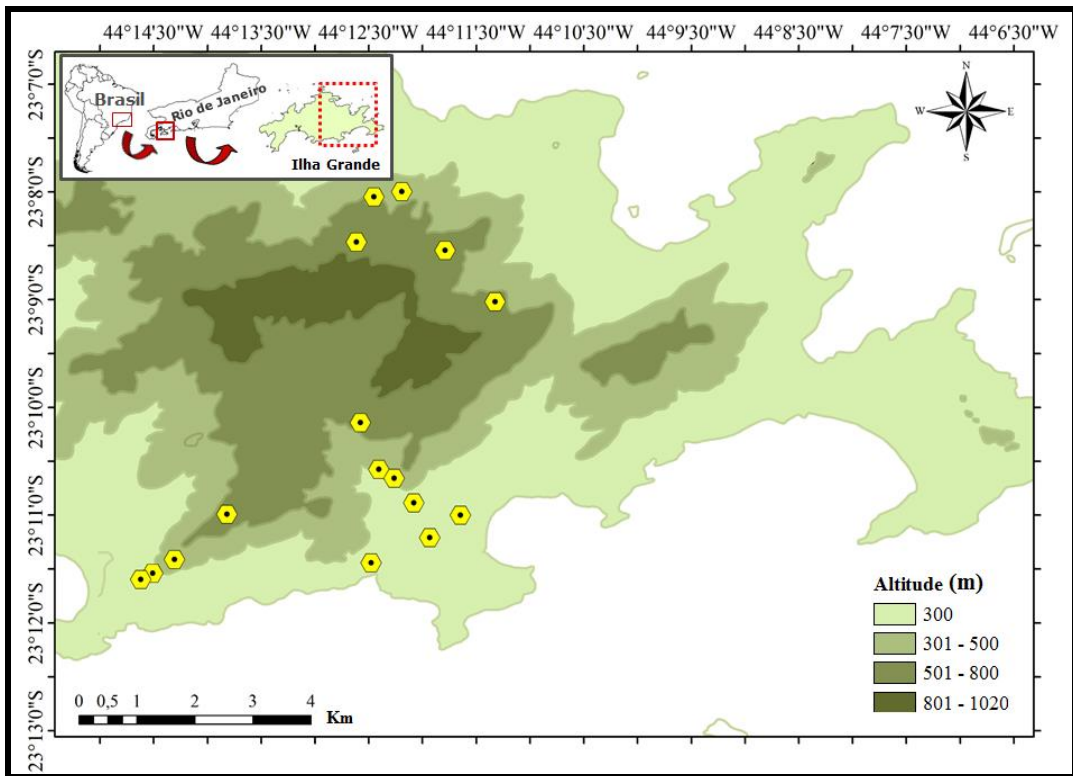 44°14'30"W 44°13'30"W 44°12'30"W 44°11'30"W 44°10'30"W 44°9'30"W 44°8'30"W 44°7'30"W 44°6'30"W
23°7'0"S
23°8'0"S
23°9'0"S
23°10'0"S
23°11'0"S
23°12'0"S
23°13'0"S
Brasil
Rio de Janeiro
Ilha Grande
N
W E
S
Altitude (m)
300
301 - 500
501 - 800
801 - 1020
0 0,5 1 2 3 4
Km